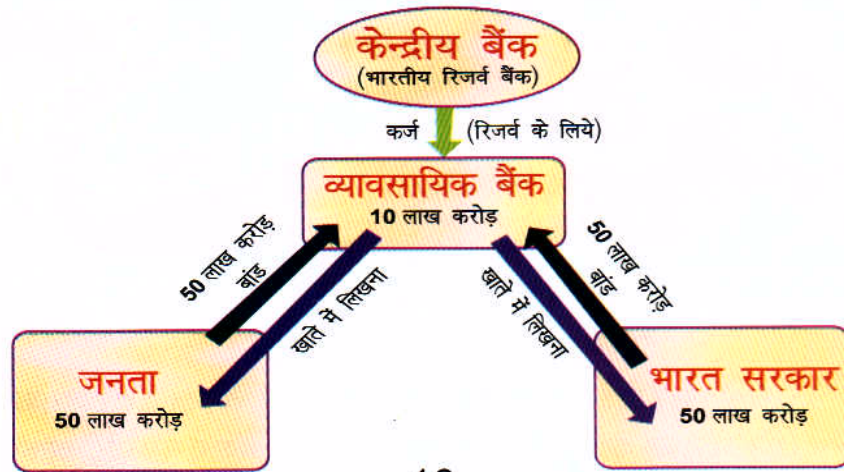 केन्द्रीय बैंक
(भारतीय रिजर्व बैंक)
कर्ज (रिजर्व के लिये)
व्यावसायिक बैंक
10 लाख करोड़
50 लाख करोड़
बांड
खाते में लिखना
खाते में लिखना
50 लाख करोड़
बांड
जनता
50 लाख करोड़
भारत सरकार
50 लाख करोड़